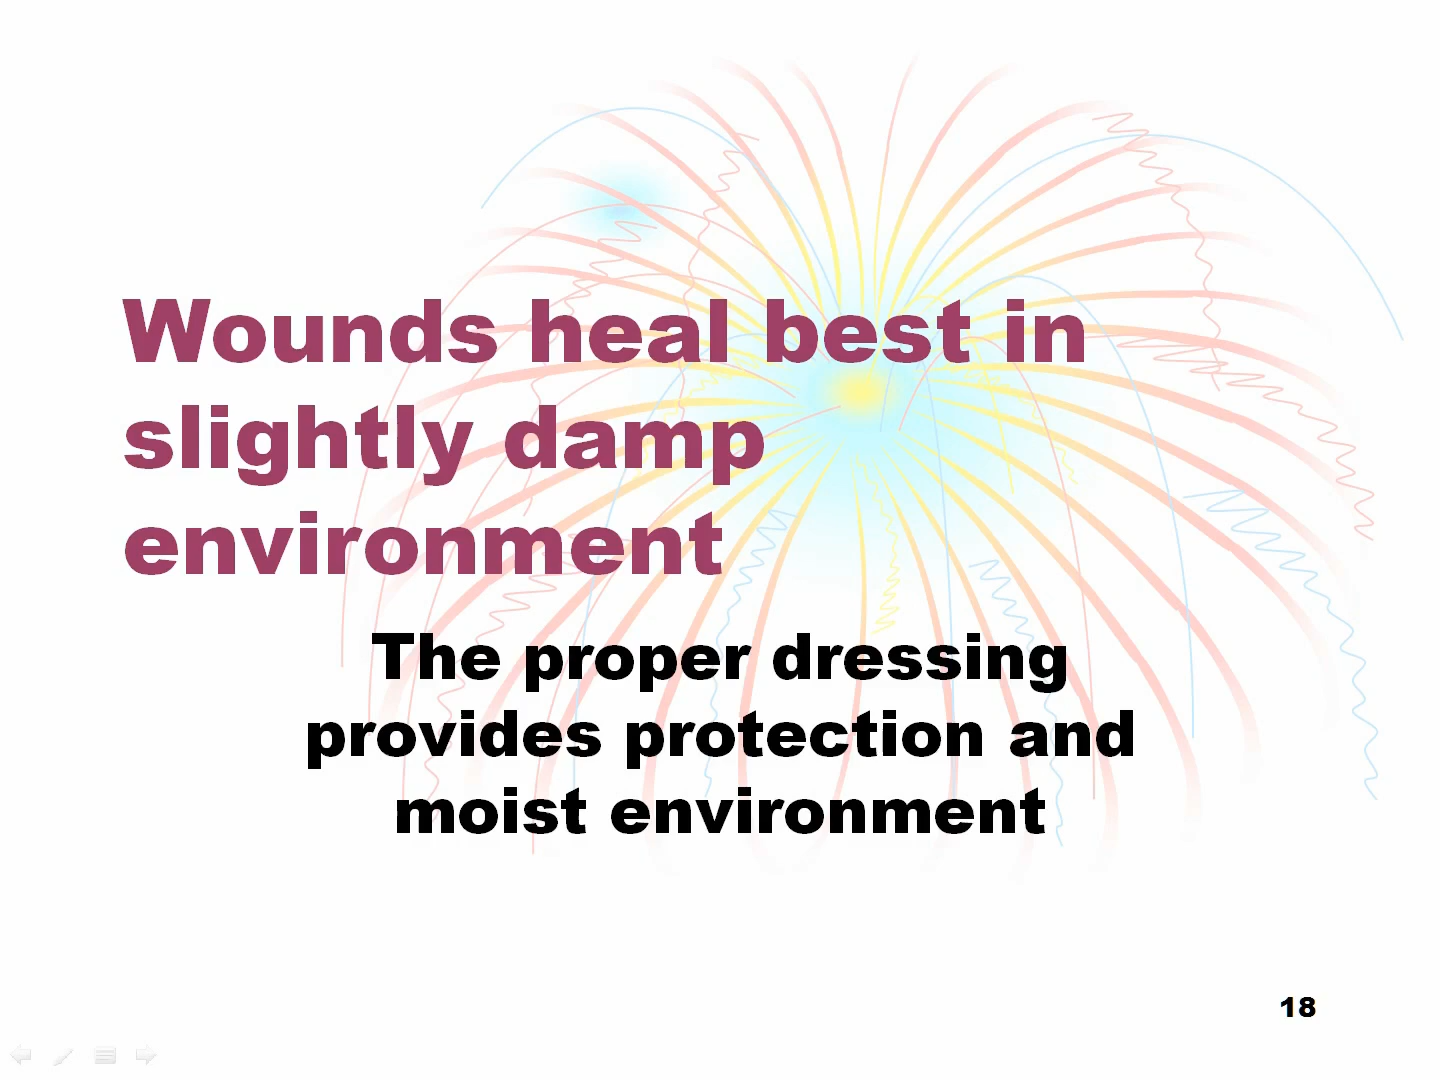 Wounds heal best in
slightly damp
environment
The proper dressing
provides protection and
moist environment
18